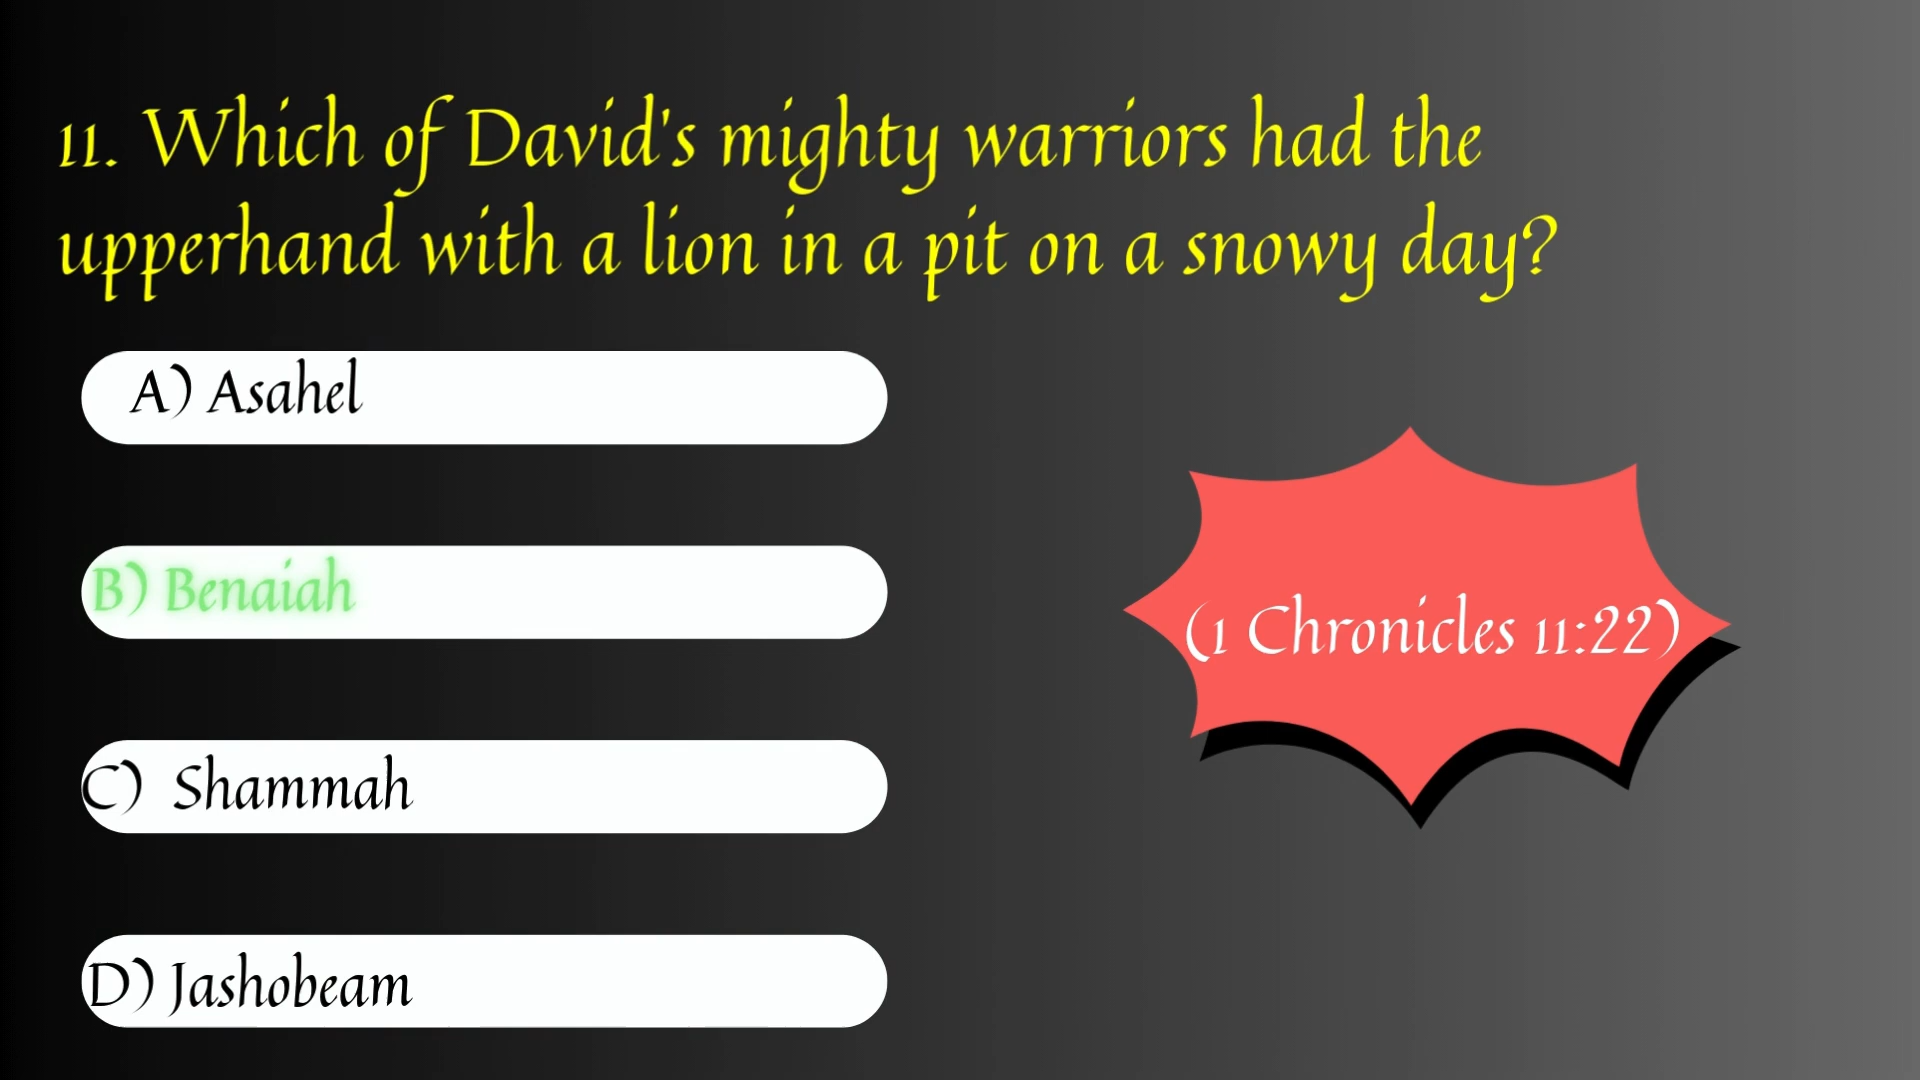 11. Which of David's mighty warriors had the
upperhand with a lion in a pit on a snowy day?
A) Asahel
B) Benaiah
(1 Chronicles 11:22)
C) Shammah
D) Jashobeam